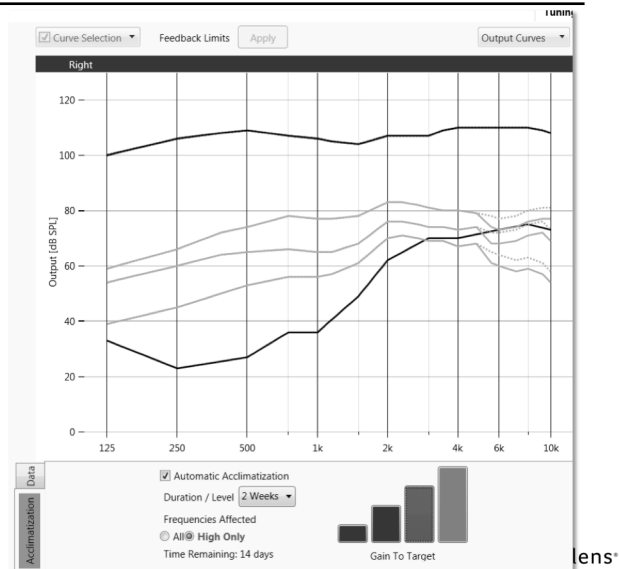 Tuning
Curve Selection Feedback Limits Apply Output Curves
Right
120
100
80
60
40
20
0
Output [dB SPL]
125 250 500 1k 2k 4k 6k 10k
Data
Acclimatization
Automatic Acclimatization
Duration / Level 2 Weeks
Frequencies Affected
All High Only
Time Remaining: 14 days
Gain To Target
lens®